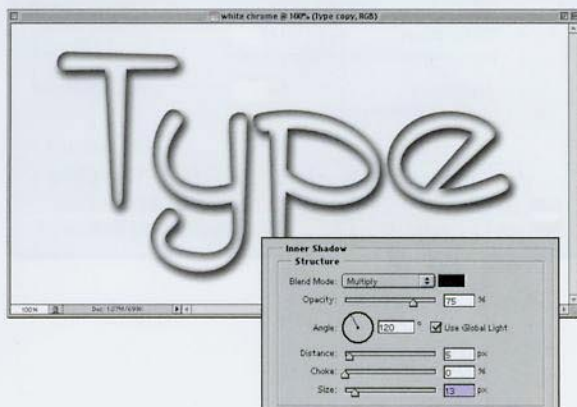 white chrome @ 100% (Type copy, RGB)
Type
Inner Shadow
Structure
Blend Mode: Multiply
Opacity: 75 %
100%
Angle: 120 ° Use Global Light
Distance: 5 px
Choke: 0 %
Size: 13 px